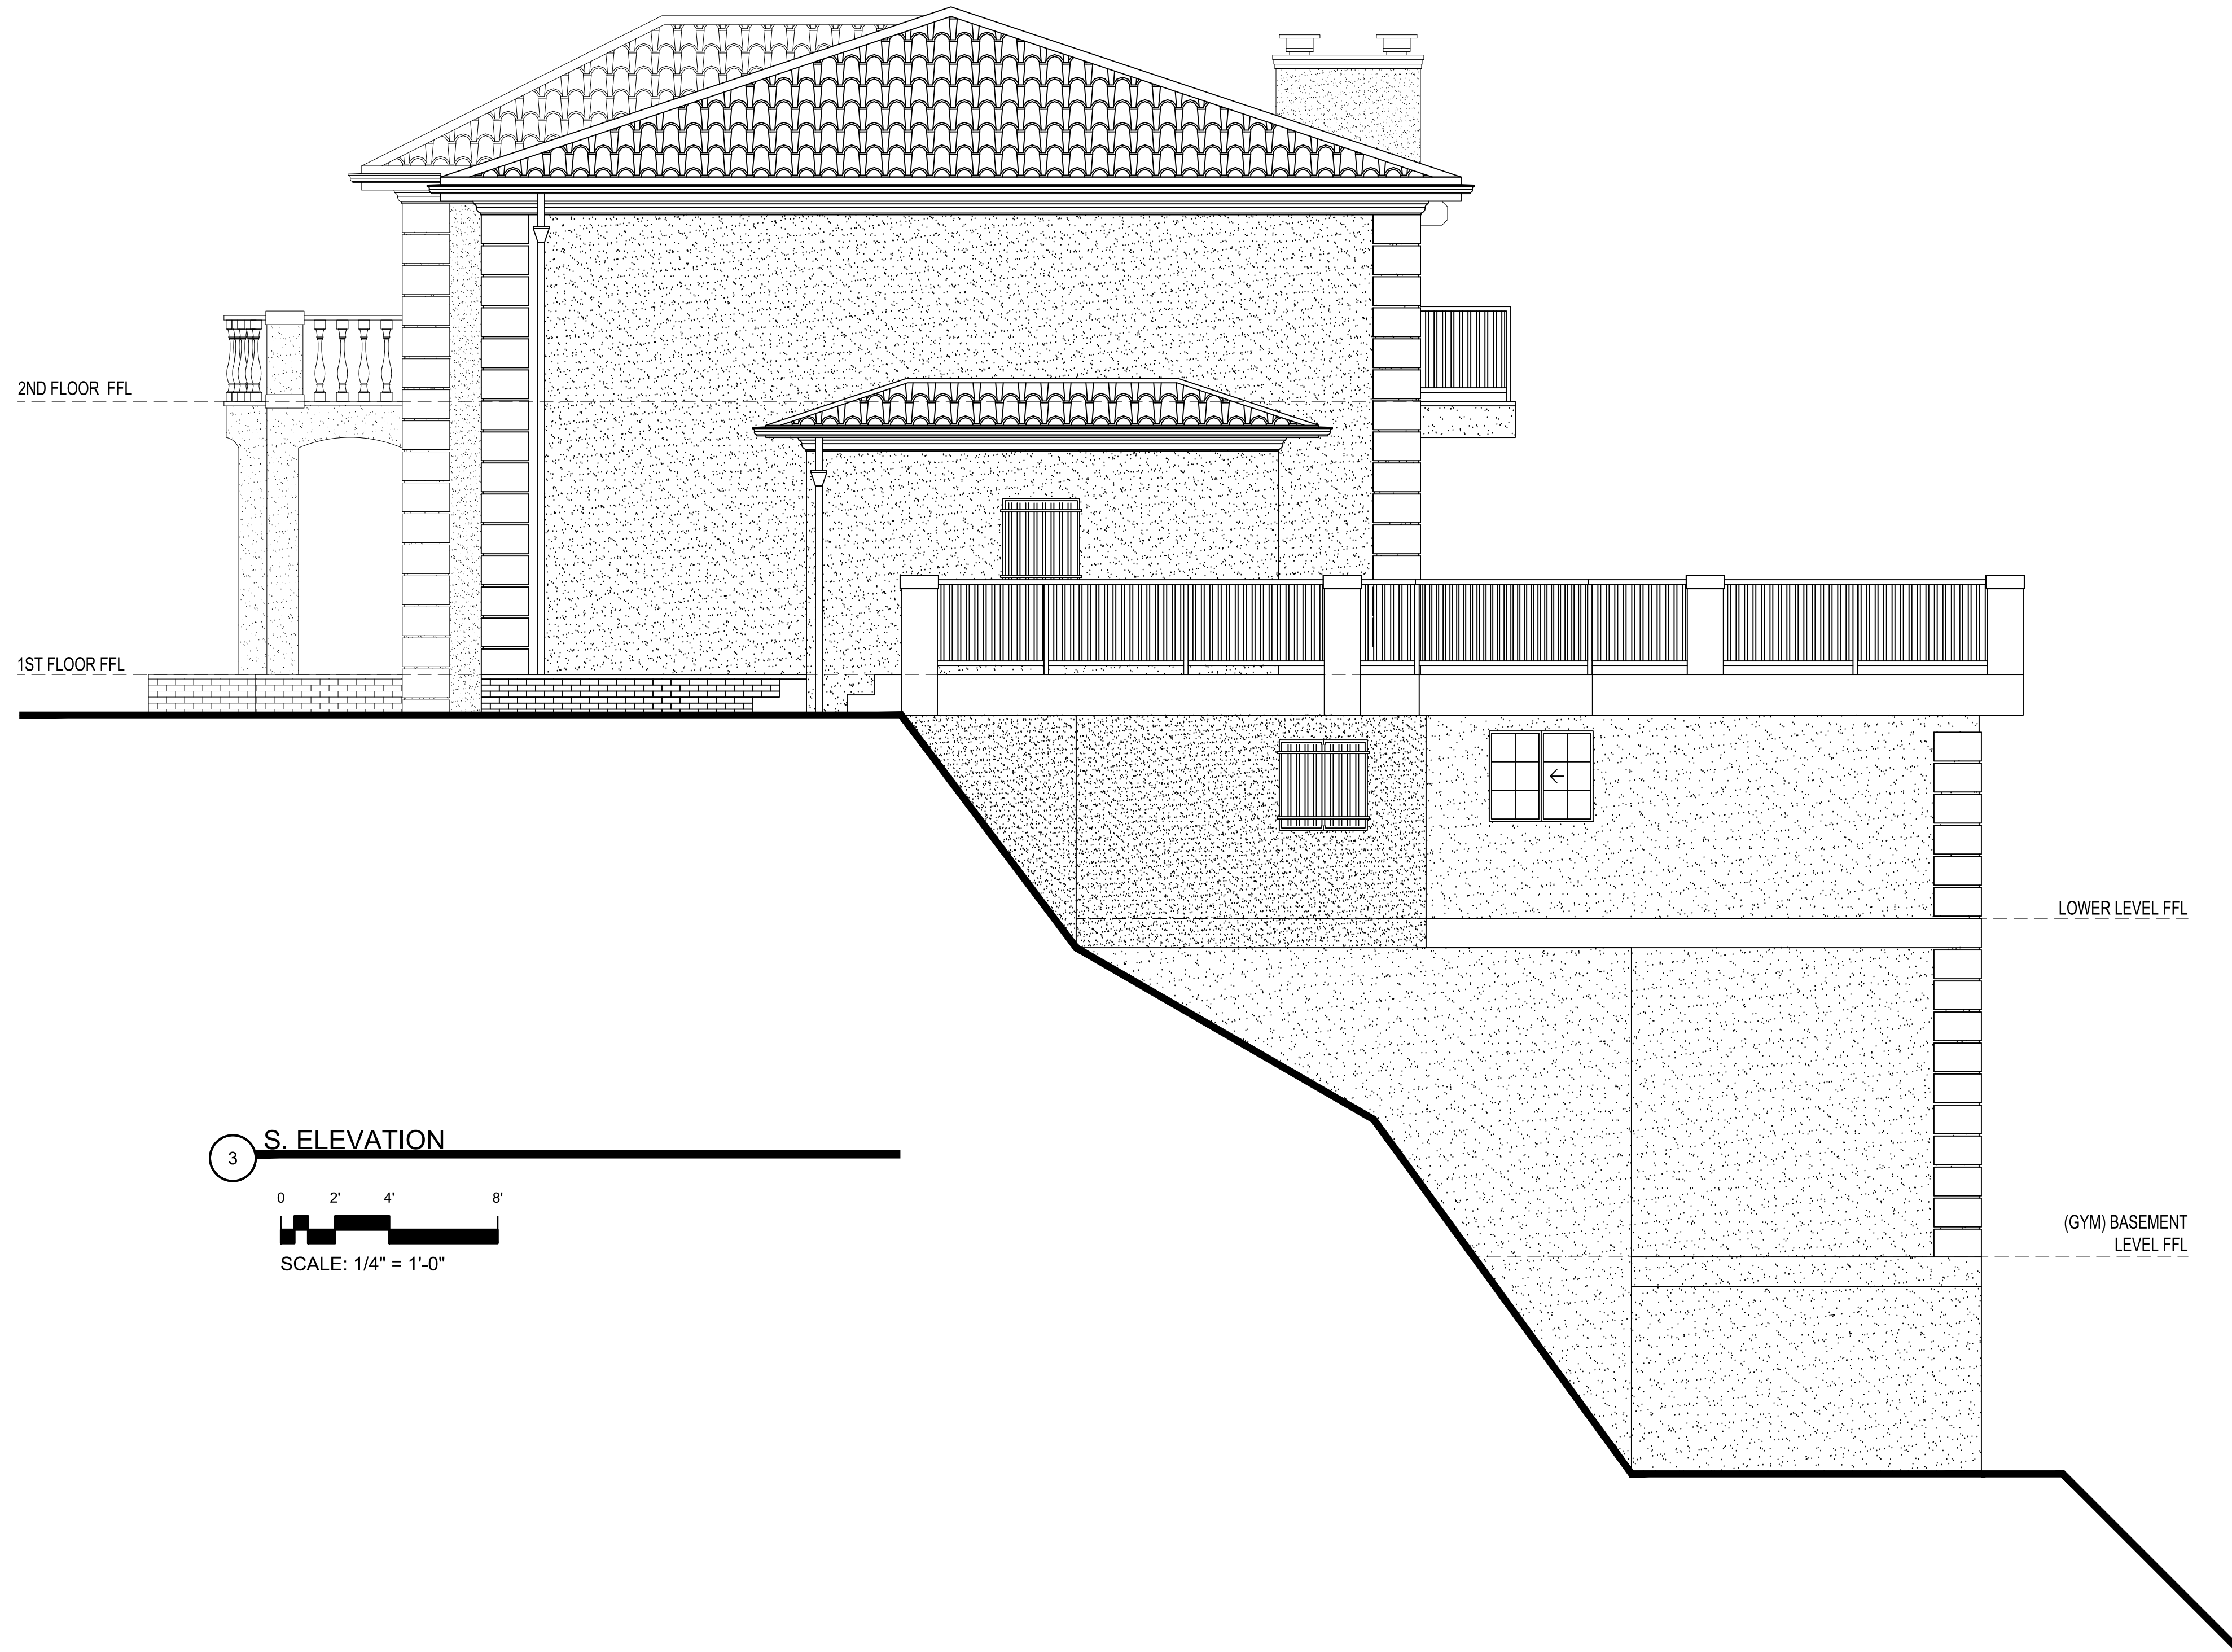 2ND FLOOR  FFL
1ST FLOOR FFL
LOWER LEVEL FFL
3
S. ELEVATION
0 2' 4' 8'
SCALE: 1/4" = 1'-0"
(GYM) BASEMENT
LEVEL FFL